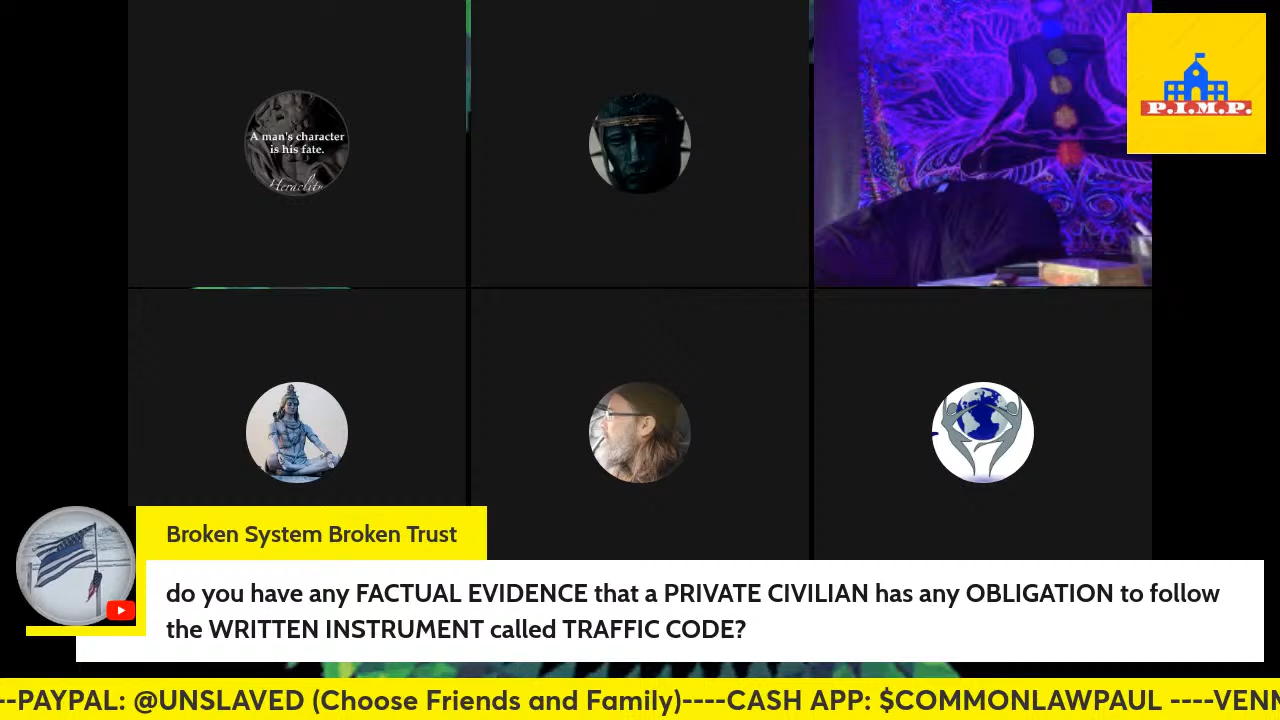 A man's character
is his fate.
Heraclitu
P.I.M.P.
Broken System Broken Trust
do you have any FACTUAL EVIDENCE that a PRIVATE CIVILIAN has any OBLIGATION to follow
the WRITTEN INSTRUMENT called TRAFFIC CODE?
--PAYPAL: @UNSLAVED (Choose Friends and Family)----CASH APP: $COMMONLAWPAUL ----VENM